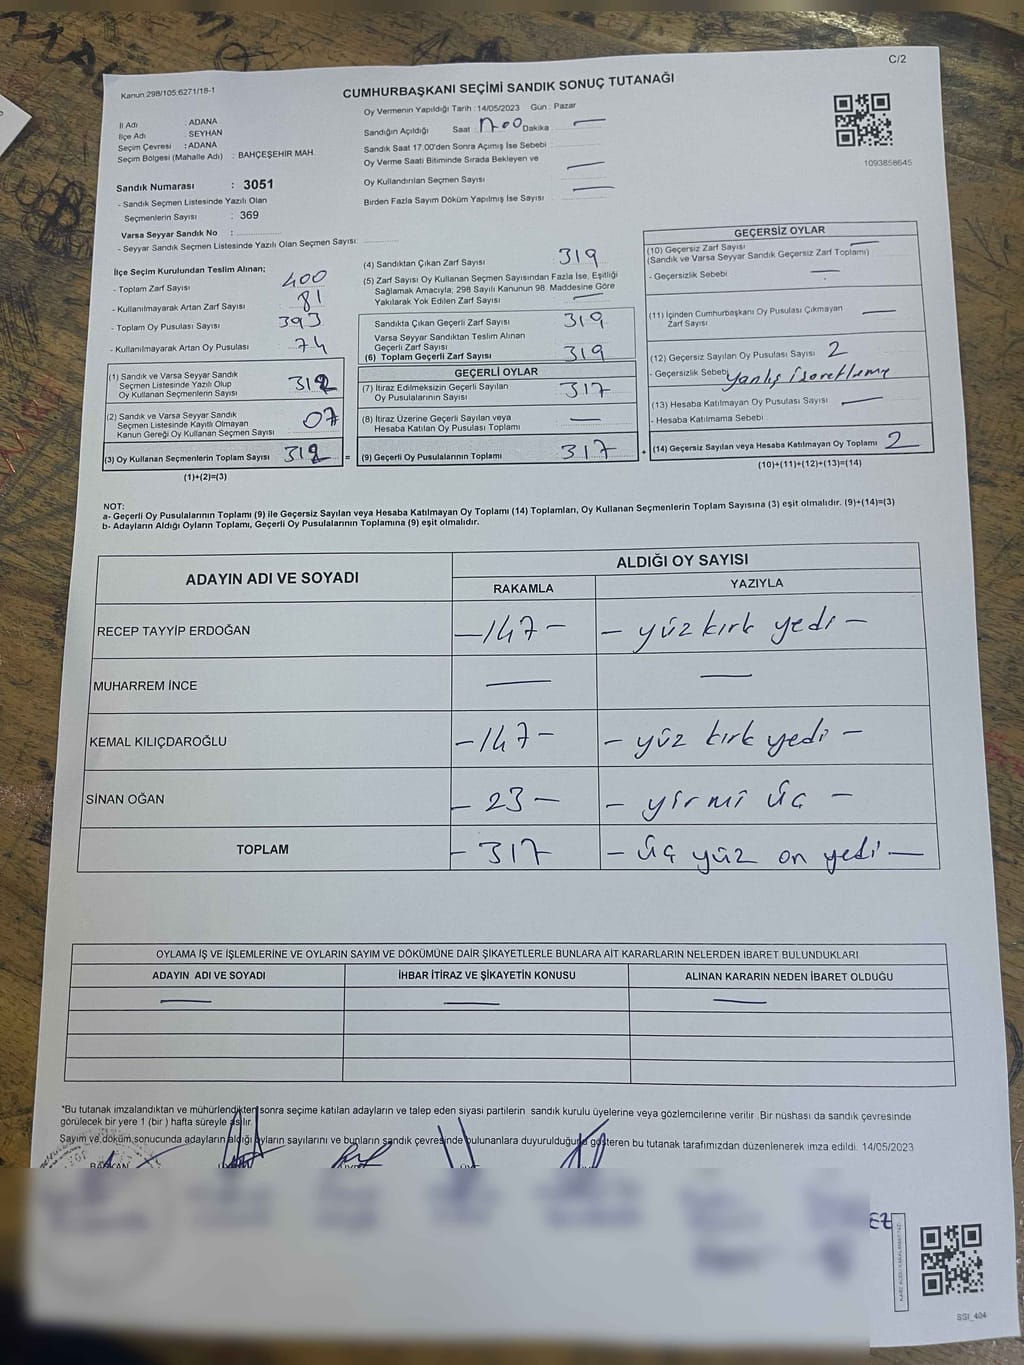 C/2
Kanun 298/105.6271/18-1
CUMHURBAŞKANI SEÇİMİ SANDIK SONUÇ TUTANAĞI
İl Adı : ADANA
İlçe Adı : SEYHAN
Seçim Çevresi : ADANA
Seçim Bölgesi (Mahalle Adı) : BAHÇEŞEHİR MAH.
Oy Vermenin Yapıldığı Tarih : 14/05/2023 Gün : Pazar
Sandığın Açıldığı Saat Dakika —
Sandık Saat 17.00'den Sonra Açılmış İse Sebebi
Oy Verme Saati Bitiminde Sırada Bekleyen ve
Oy Kullandırılan Seçmen Sayısı —
Birden Fazla Sayım Döküm Yapılmış İse Sayısı —
1093858645
Sandık Numarası : 3051
- Sandık Seçmen Listesinde Yazılı Olan
Seçmenlerin Sayısı : 369
Varsa Seyyar Sandık No :
- Seyyar Sandık Seçmen Listesinde Yazılı Olan Seçmen Sayısı:
İlçe Seçim Kurulundan Teslim Alınan;
- Toplam Zarf Sayısı 400
- Kullanılmayarak Artan Zarf Sayısı 81
- Toplam Oy Pusulası Sayısı 393
- Kullanılmayarak Artan Oy Pusulası 74
(1) Sandık ve Varsa Seyyar Sandık
Seçmen Listesinde Yazılı Olup
Oy Kullanan Seçmenlerin Sayısı 312
(2) Sandık ve Varsa Seyyar Sandık
Seçmen Listesinde Kayıtlı Olmayan
Kanun Gereği Oy Kullanan Seçmen Sayısı 07
(3) Oy Kullanan Seçmenlerin Toplam Sayısı =
(1)+(2)=(3)
(4) Sandıktan Çıkan Zarf Sayısı 319
(5) Zarf Sayısı Oy Kullanan Seçmen Sayısından Fazla İse, Eşitliği
Sağlamak Amacıyla; 298 Sayılı Kanunun 98. Maddesine Göre
Yakılarak Yok Edilen Zarf Sayısı —
Sandıkta Çıkan Geçerli Zarf Sayısı 319
Varsa Seyyar Sandıktan Teslim Alınan
Geçerli Zarf Sayısı
(6) Toplam Geçerli Zarf Sayısı 319
GEÇERLİ OYLAR
(7) İtiraz Edilmeksizin Geçerli Sayılan
Oy Pusulalarının Sayısı 317
(8) İtiraz Üzerine Geçerli Sayılan veya
Hesaba Katılan Oy Pusulası Toplamı —
(9) Geçerli Oy Pusulalarının Toplamı 317 +
GEÇERSİZ OYLAR
(10) Geçersiz Zarf Sayısı —
(Sandık ve Varsa Seyyar Sandık Geçersiz Zarf Toplamı)
- Geçersizlik Sebebi —
(11) İçinden Cumhurbaşkanı Oy Pusulası Çıkmayan
Zarf Sayısı —
(12) Geçersiz Sayılan Oy Pusulası Sayısı 2
- Geçersizlik Sebebi Yanlış İşaretleme
(13) Hesaba Katılmayan Oy Pusulası Sayısı —
- Hesaba Katılmama Sebebi
(14) Geçersiz Sayılan veya Hesaba Katılmayan Oy Toplamı 2
(10)+(11)+(12)+(13)=(14)
NOT:
a- Geçerli Oy Pusulalarının Toplamı (9) ile Geçersiz Sayılan veya Hesaba Katılmayan Oy Toplamı (14) Toplamları, Oy Kullanan Seçmenlerin Toplam Sayısına (3) eşit olmalıdır. (9)+(14)=(3)
b- Adayların Aldığı Oyların Toplamı, Geçerli Oy Pusulalarının Toplamına (9) eşit olmalıdır.
ADAYIN ADI VE SOYADI ALDIĞI OY SAYISI
RAKAMLA YAZIYLA
RECEP TAYYİP ERDOĞAN —147— — yüz kırk yedi —
MUHARREM İNCE — —
KEMAL KILIÇDAROĞLU —147— — yüz kırk yedi —
SİNAN OĞAN — 23 — — yirmi üç —
TOPLAM — 317 — üç yüz on yedi —
OYLAMA İŞ VE İŞLEMLERİNE VE OYLARIN SAYIM VE DÖKÜMÜNE DAİR ŞİKAYETLERLE BUNLARA AİT KARARLARIN NELERDEN İBARET BULUNDUKLARI
ADAYIN ADI VE SOYADI İHBAR İTİRAZ VE ŞİKAYETİN KONUSU ALINAN KARARIN NEDEN İBARET OLDUĞU
— — —
*Bu tutanak imzalandıktan ve mühürlendikten sonra seçime katılan adayların ve talep eden siyasi partilerin sandık kurulu üyelerine veya gözlemcilerine verilir. Bir nüshası da sandık çevresinde
görülecek bir yere 1 (bir) hafta süreyle asılır.
Sayım ve döküm sonucunda adayların aldığı oyların sayılarını ve bunların sandık çevresinde bulunanlara duyurulduğunu gösteren bu tutanak tarafımızdan düzenlenerek imza edildi. 14/05/2023
BAŞKAN
SSI_404